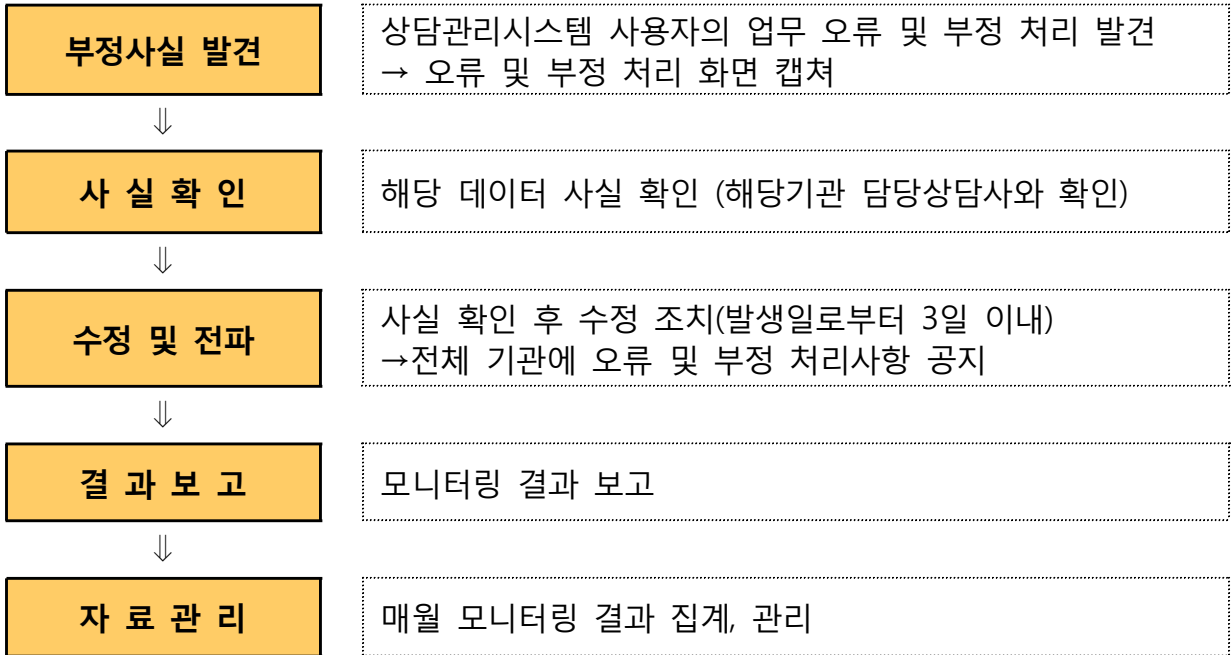 부정사실 발견
상담관리시스템 사용자의 업무 오류 및 부정 처리 발견
→ 오류 및 부정 처리 화면 캡쳐
⇓
사 실 확 인
해당 데이터 사실 확인 (해당기관 담당상담사와 확인)
⇓
수정 및 전파
사실 확인 후 수정 조치(발생일로부터 3일 이내)
→전체 기관에 오류 및 부정 처리사항 공지
⇓
결 과 보 고
모니터링 결과 보고
⇓
자 료 관 리
매월 모니터링 결과 집계, 관리